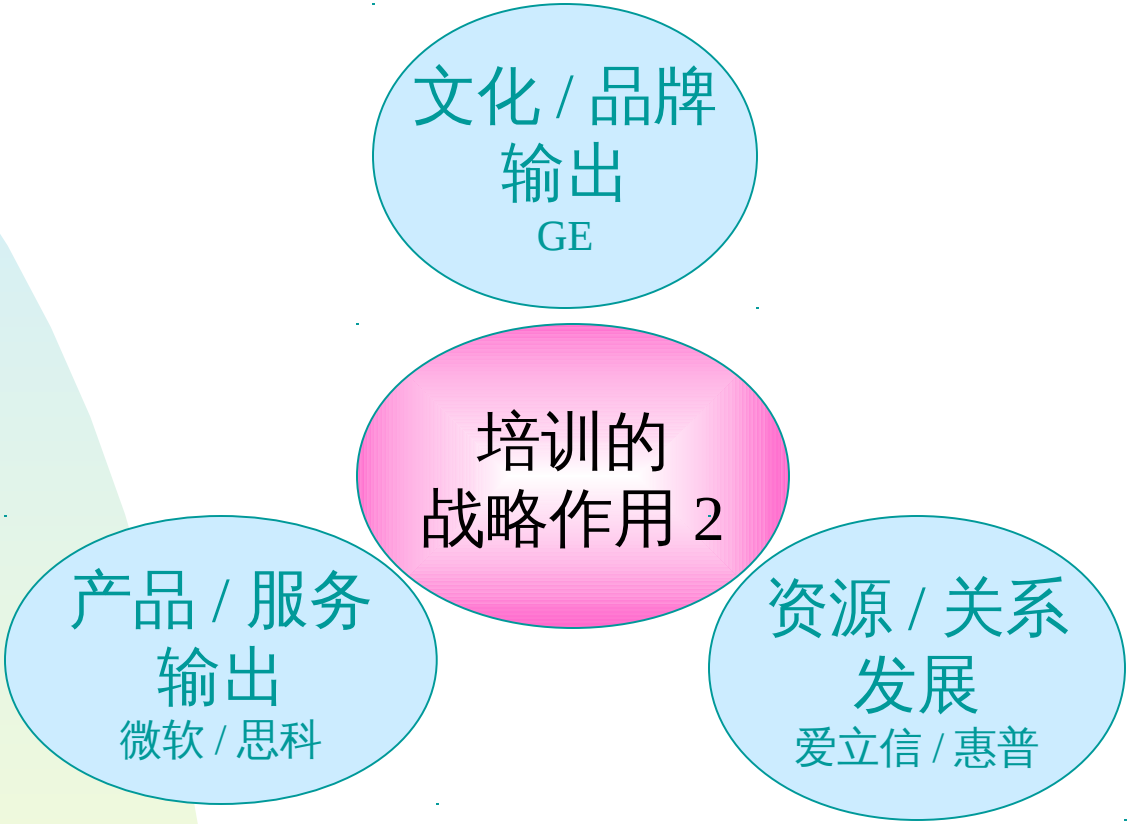 文化 / 品牌
输出
GE
培训的
战略作用 2
产品 / 服务
输出
微软 / 思科
资源 / 关系
发展
爱立信 / 惠普